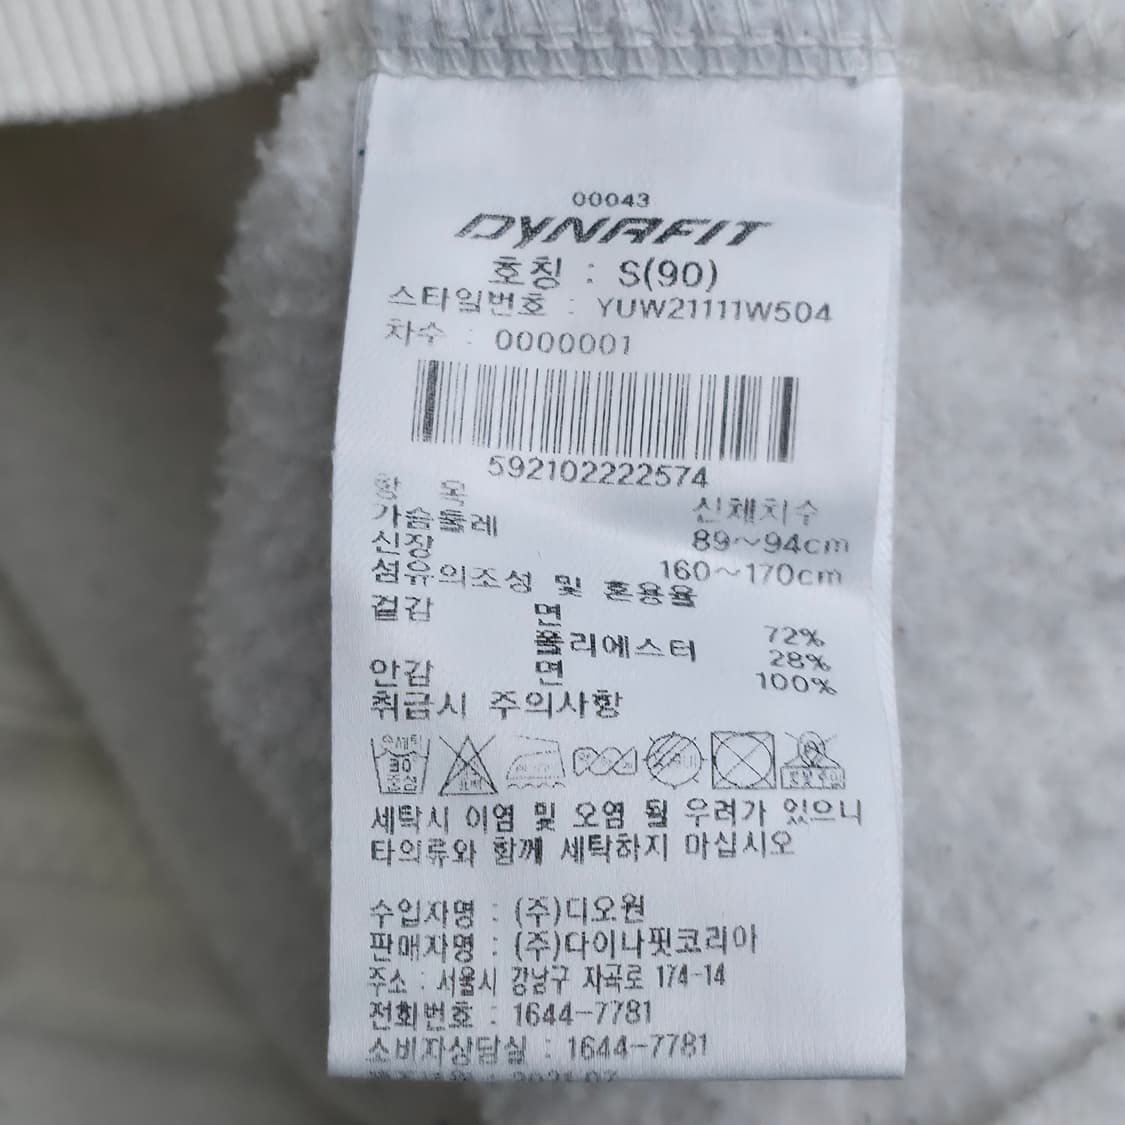 00043
DYNAFIT
호칭 : S(90)
스타일번호 : YUW21111W504
차수 : 0000001
592102222574
항 목 신체치수
가슴둘레 89~94cm
신장 160~170cm
섬유의조성 및 혼용율
겉감 면 72%
폴리에스터 28%
안감 면 100%
취급시 주의사항
손세탁
30
중성
세탁시 이염 및 오염 될 우려가 있으니
타의류와 함께 세탁하지 마십시오
수입자명 : (주)디오원
판매자명 : (주)다이나핏코리아
주소 : 서울시 강남구 자곡로 174-14
전화번호 : 1644-7781
소비자상담실 : 1644-7781